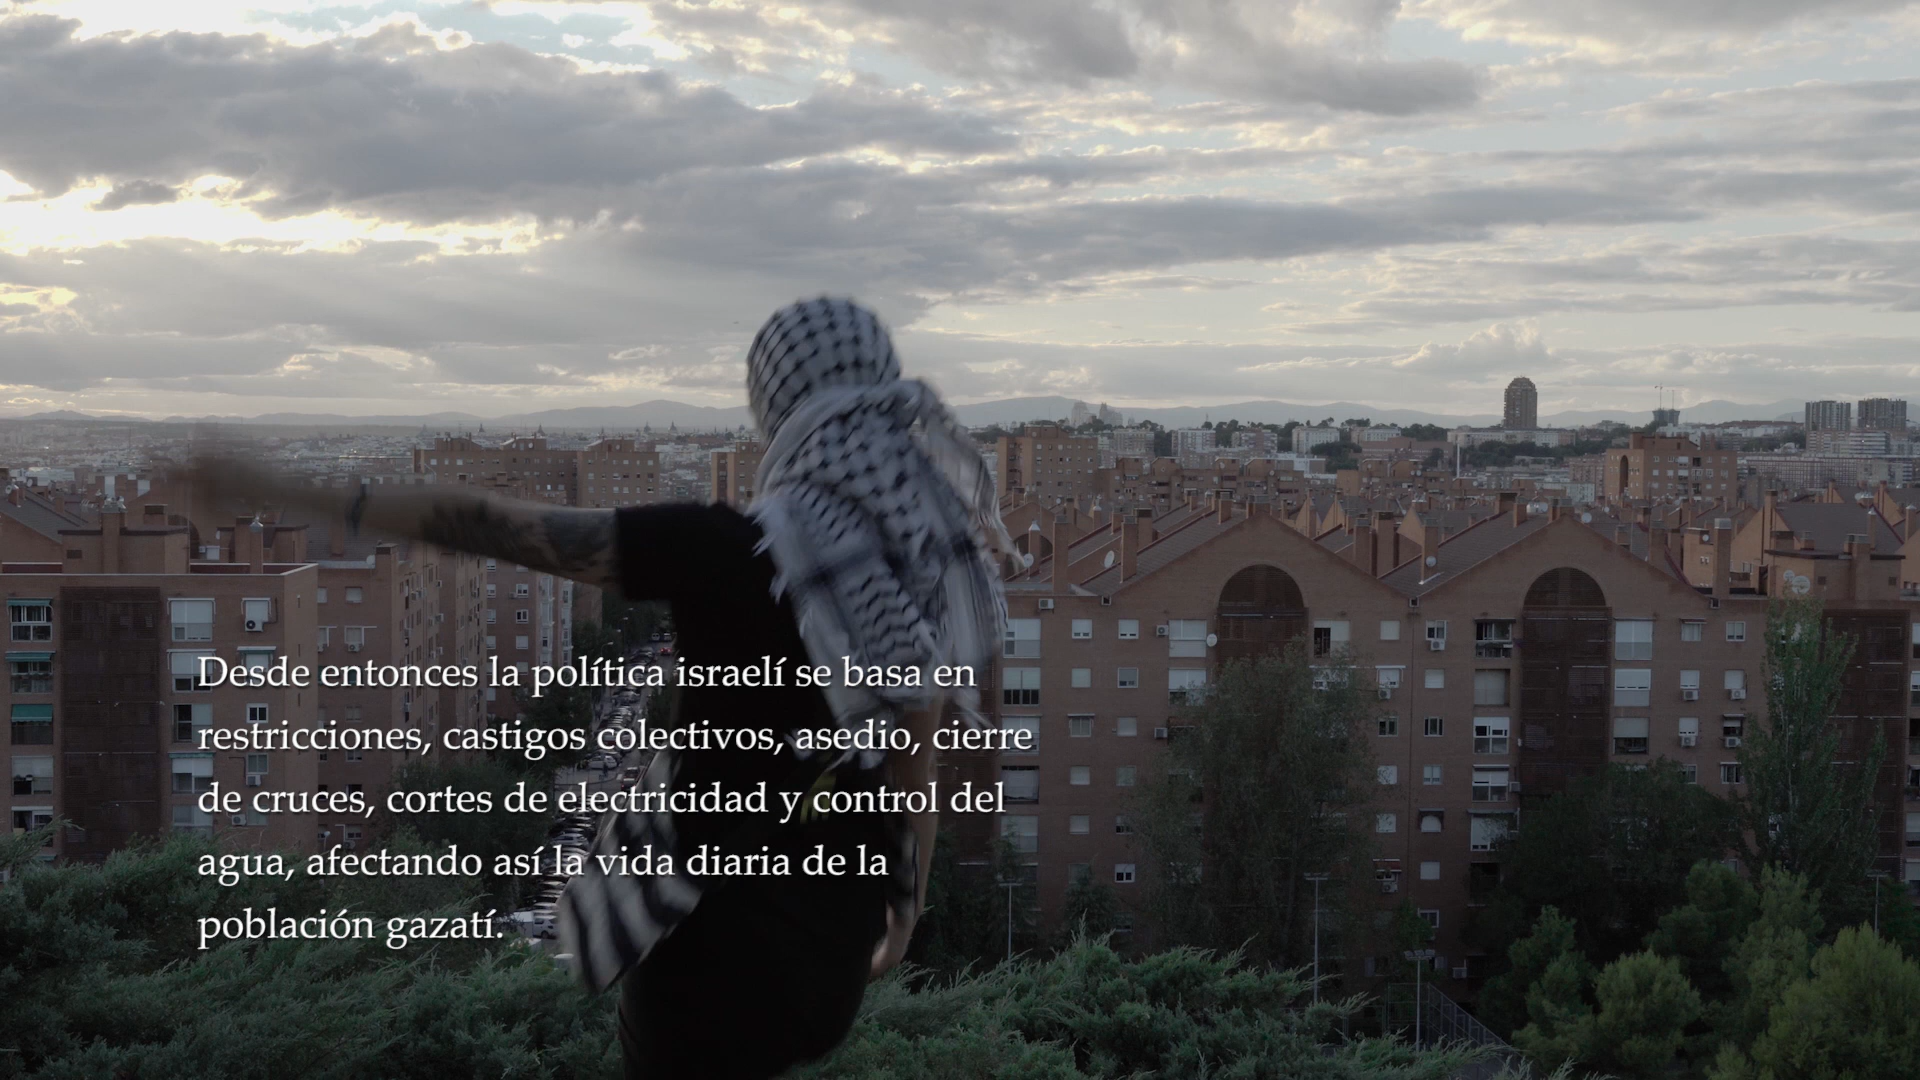 Desde entonces la política israelí se basa en
restricciones, castigos colectivos, asedio, cierre
de cruces, cortes de electricidad y control del
agua, afectando así la vida diaria de la
población gazatí.